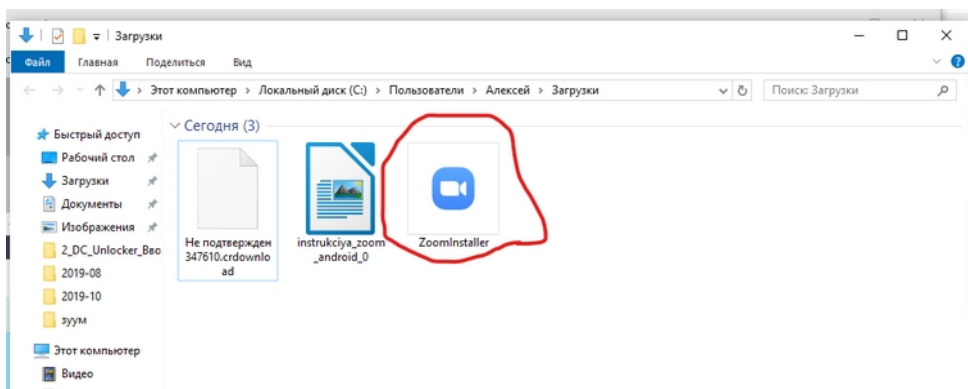 Загрузки
Файл Главная Поделиться Вид
Этот компьютер > Локальный диск (C:) > Пользователи > Алексей > Загрузки
Поиск: Загрузки
Быстрый доступ
Рабочий стол
Загрузки
Документы
Изображения
2_DC_Unlocker_Вво
2019-08
2019-10
зуум
Этот компьютер
Видео
Сегодня (3)
Не подтвержден
347610.crdownlo
ad
instrukciya_zoom
_android_0
ZoomInstaller